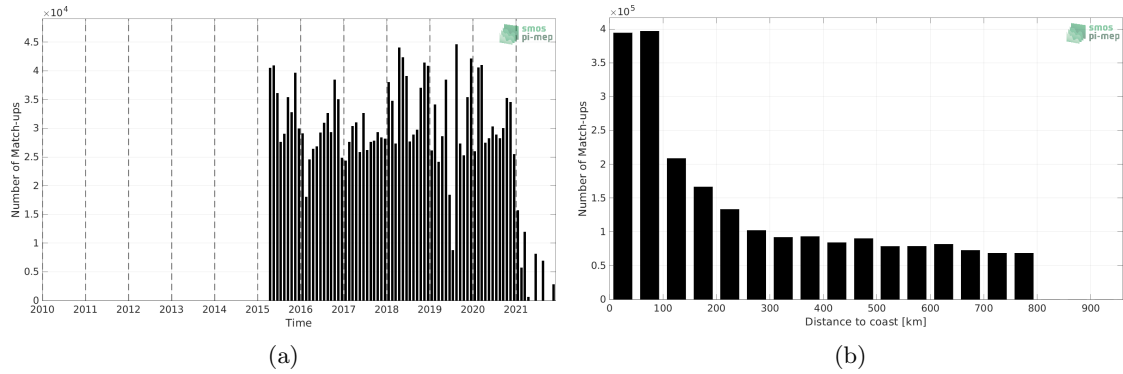 ×10⁴
4.5
4
3.5
3
2.5
2
1.5
1
0.5
0
Number of Match-ups
2010 2011 2012 2013 2014 2015 2016 2017 2018 2019 2020 2021
Time
smos
pi-mep
(a)
×10⁵
4
3.5
3
2.5
2
1.5
1
0.5
0
Number of Match-ups
0 100 200 300 400 500 600 700 800 900
Distance to coast [km]
smos
pi-mep
(b)